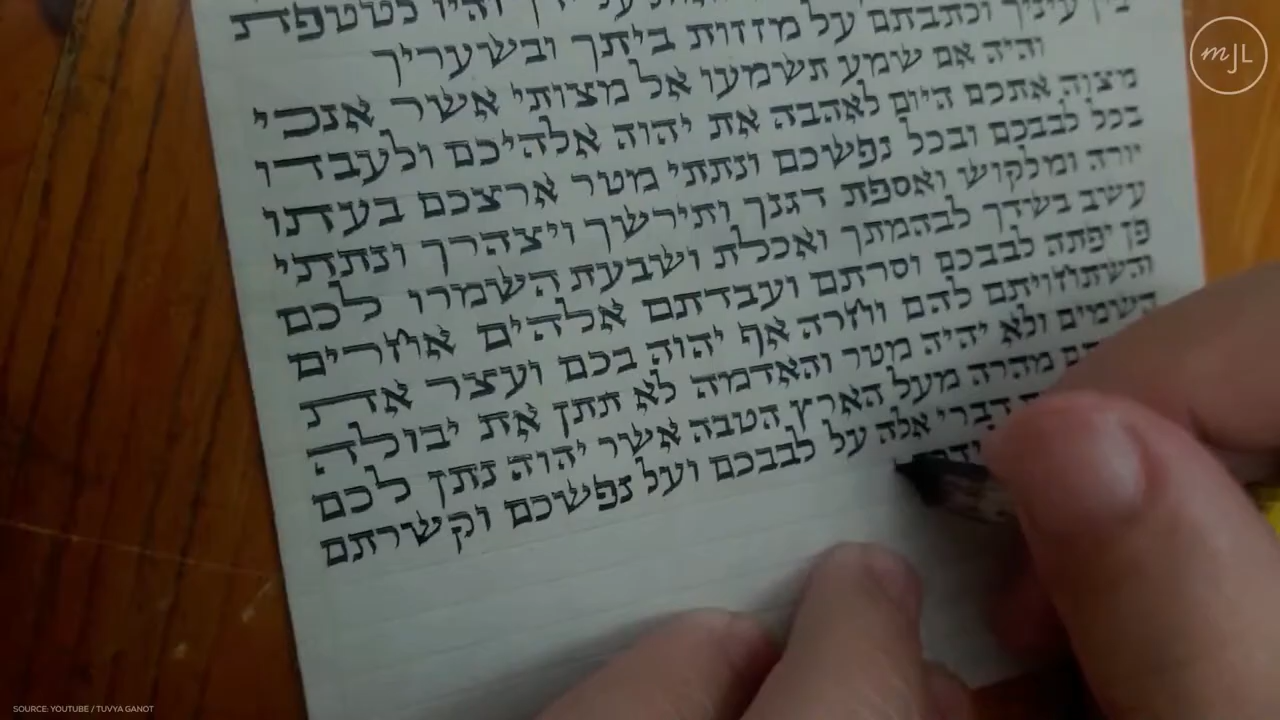 על ידך והיו לטטפת
בין עיניך וכתבתם על מזזות ביתך ובשעריך
והיה אם שמע תשמעו אל מצותי אשר אנכי
מצוה אתכם היום לאהבה את יהוה אלהיכם ולעבדו
בכל לבבכם ובכל נפשכם ונתתי מטר ארצכם בעתו
יורה ומלקוש ואספת דגנך ותירשך ויצהרך ונתתי
עשב בשדך לבהמתך ואכלת ושבעת השמרו לכם
פן יפתה לבבכם וסרתם ועבדתם אלהים אחרים
והשתחויתם להם וחרה אף יהוה בכם ועצר את
השמים ולא יהיה מטר והאדמה לא תתן את יבולה
מהרה מעל הארץ הטבה אשר יהוה נתן לכם
דברי אלה על לבבכם ועל נפשכם וקשרתם
mJL
SOURCE: YOUTUBE / TUVYA GANOT